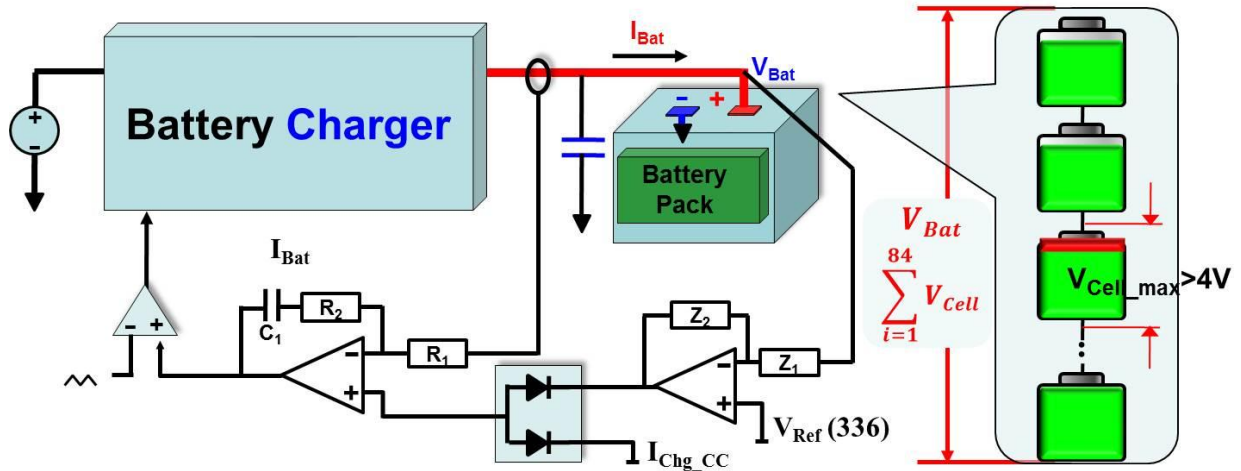 I_Bat
V_Bat
+
-
Battery Charger
- +
Battery
Pack
V_Bat
84
∑ V_Cell
i=1
V_Cell_max>4V
I_Bat
C_1
R_2
R_1
-
+
- +
Z_2
Z_1
-
+
V_Ref (336)
I_Chg_CC